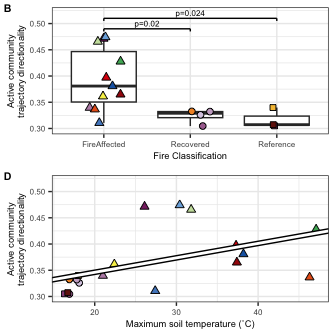 B
p=0.024
p=0.02
Active community
trajectory directionality
0.50
0.45
0.40
0.35
0.30
FireAffected Recovered Reference
Fire Classification
D
Active community
trajectory directionality
0.50
0.45
0.40
0.35
0.30
20 30 40
Maximum soil temperature (˚C)